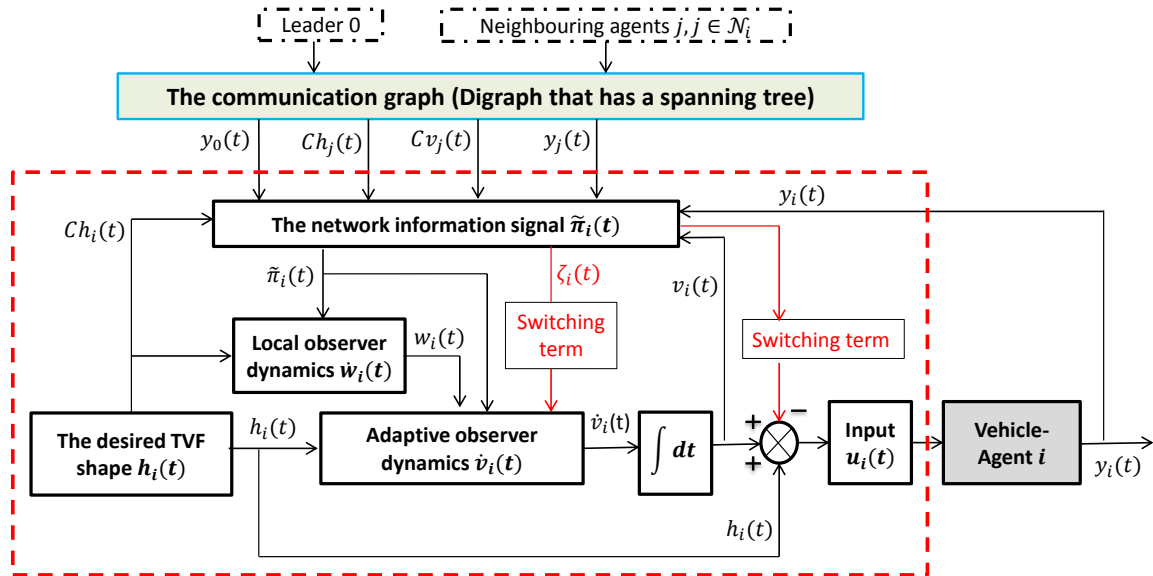 Leader 0
Neighbouring agents j, j ∈ 𝒩ᵢ
The communication graph (Digraph that has a spanning tree)
y₀(t)
Chⱼ(t)
Cvⱼ(t)
yⱼ(t)
yᵢ(t)
The network information signal π̃ᵢ(t)
Chᵢ(t)
π̃ᵢ(t)
ζᵢ(t)
vᵢ(t)
Switching
term
Switching term
Local observer
dynamics ẇᵢ(t)
wᵢ(t)
The desired TVF
shape hᵢ(t)
hᵢ(t)
Adaptive observer
dynamics v̇ᵢ(t)
v̇ᵢ(t)
∫ dt
+
+
−
Input
uᵢ(t)
Vehicle-
Agent i
yᵢ(t)
hᵢ(t)